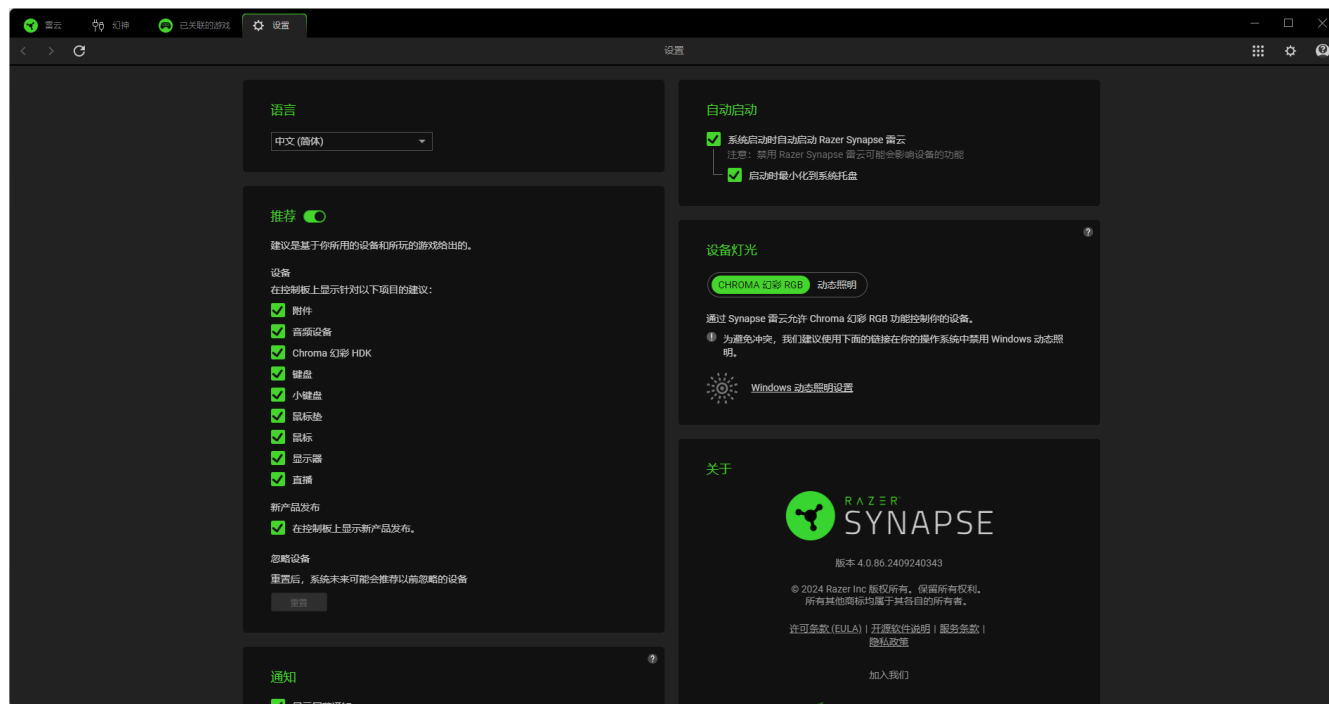 雷云 幻神 已关联的游戏 设置
设置
语言
中文 (简体)
推荐
建议是基于你所用的设备和所玩的游戏给出的。
设备
在控制板上显示针对以下项目的建议：
附件
音频设备
Chroma 幻彩 HDK
键盘
小键盘
鼠标垫
鼠标
显示器
直播
新产品发布
在控制板上显示新产品发布。
忽略设备
重置后，系统未来可能会推荐以前忽略的设备
重置
通知
自动启动
系统启动时自动启动 Razer Synapse 雷云
注意：禁用 Razer Synapse 雷云可能会影响设备的功能
启动时最小化到系统托盘
设备灯光
CHROMA 幻彩 RGB 动态照明
通过 Synapse 雷云允许 Chroma 幻彩 RGB 功能控制你的设备。
为避免冲突，我们建议使用下面的链接在你的操作系统中禁用 Windows 动态照
明。
Windows 动态照明设置
关于
RAZER
SYNAPSE
版本 4.0.86.2409240343
© 2024 Razer Inc 版权所有。保留所有权利。
所有其他商标均属于其各自的所有者。
许可条款 (EULA) | 开源软件说明 | 服务条款 |
隐私政策
加入我们